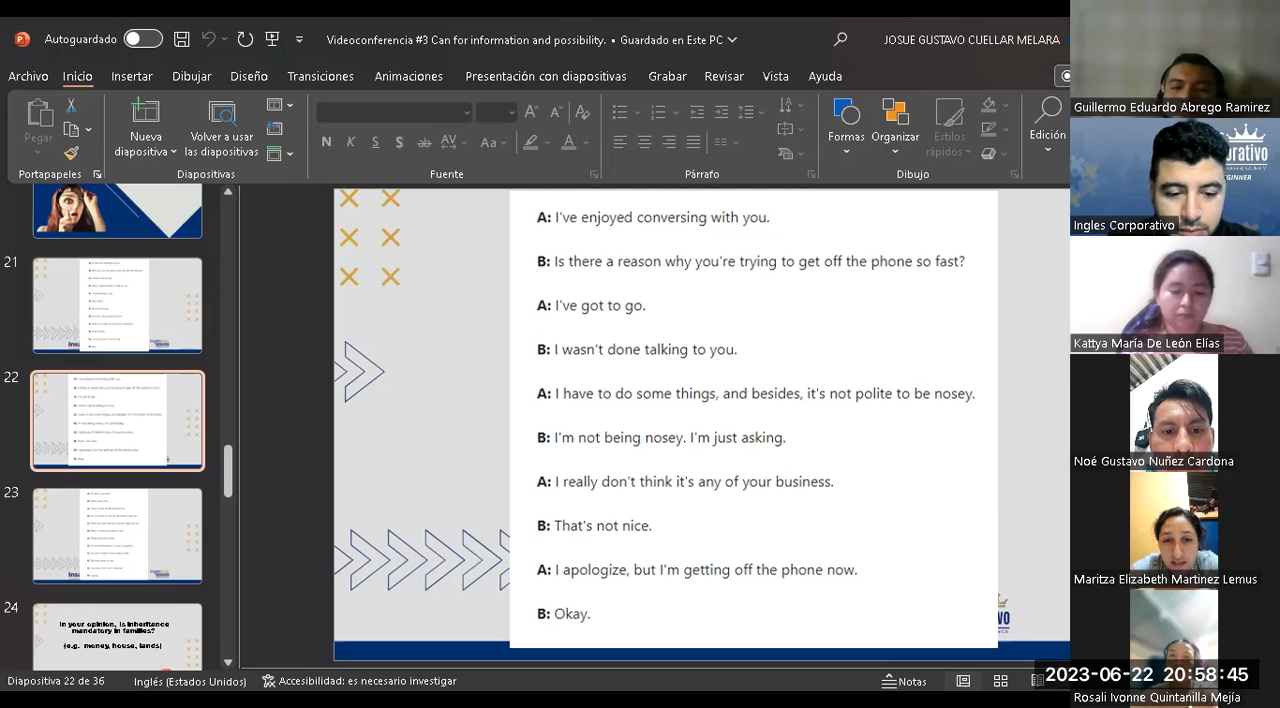 Autoguardado
Videoconferencia #3 Can for information and possibility. • Guardado en Este PC
JOSUE GUSTAVO CUELLAR MELARA
Archivo Inicio Insertar Dibujar Diseño Transiciones Animaciones Presentación con diapositivas Grabar Revisar Vista Ayuda
Pegar
Nueva diapositiva
Volver a usar las diapositivas
Formas
Organizar
Estilos rápidos
Edición
Portapapeles
Diapositivas
Fuente
Párrafo
Dibujo
21
22
23
24
In your opinion, is inheritance
mandatory in families?
(e.g. money, house, lands)
A: I've enjoyed conversing with you.
B: Is there a reason why you're trying to get off the phone so fast?
A: I've got to go.
B: I wasn't done talking to you.
A: I have to do some things, and besides, it's not polite to be nosey.
B: I'm not being nosey. I'm just asking.
A: I really don't think it's any of your business.
B: That's not nice.
A: I apologize, but I'm getting off the phone now.
B: Okay.
Diapositiva 22 de 36
Inglés (Estados Unidos)
Accesibilidad: es necesario investigar
Notas
Guillermo Eduardo Abrego Ramirez
Ingles Corporativo
Kattya María De León Elías
Noé Gustavo Nuñez Cardona
Maritza Elizabeth Martinez Lemus
2023-06-22 20:58:45
Rosali Ivonne Quintanilla Mejía